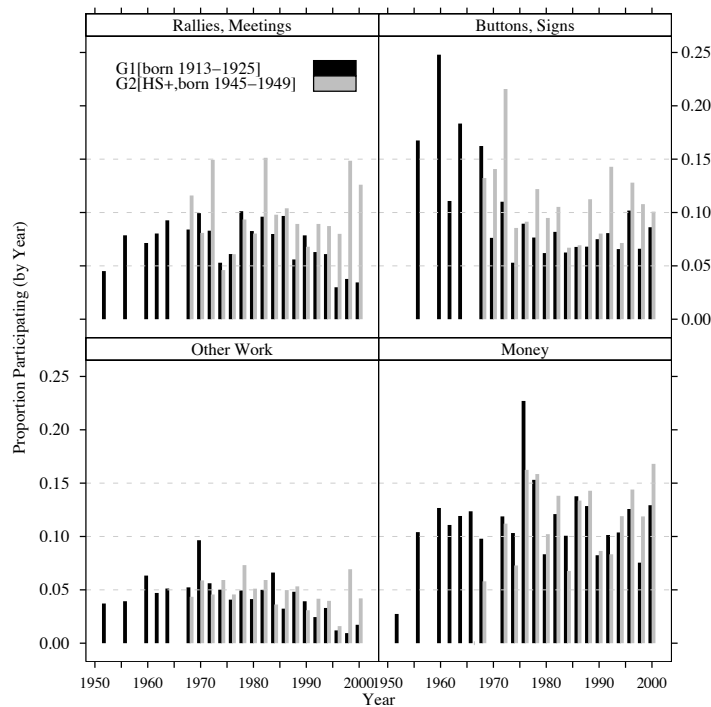 Rallies, Meetings
Buttons, Signs
G1[born 1913–1925]
G2[HS+,born 1945–1949]
0.25
0.20
0.15
0.10
0.05
0.00
Other Work
Money
0.25
0.20
0.15
0.10
0.05
0.00
Proportion Participating (by Year)
1950 1960 1970 1980 1990 2000 1950 1960 1970 1980 1990 2000
Year